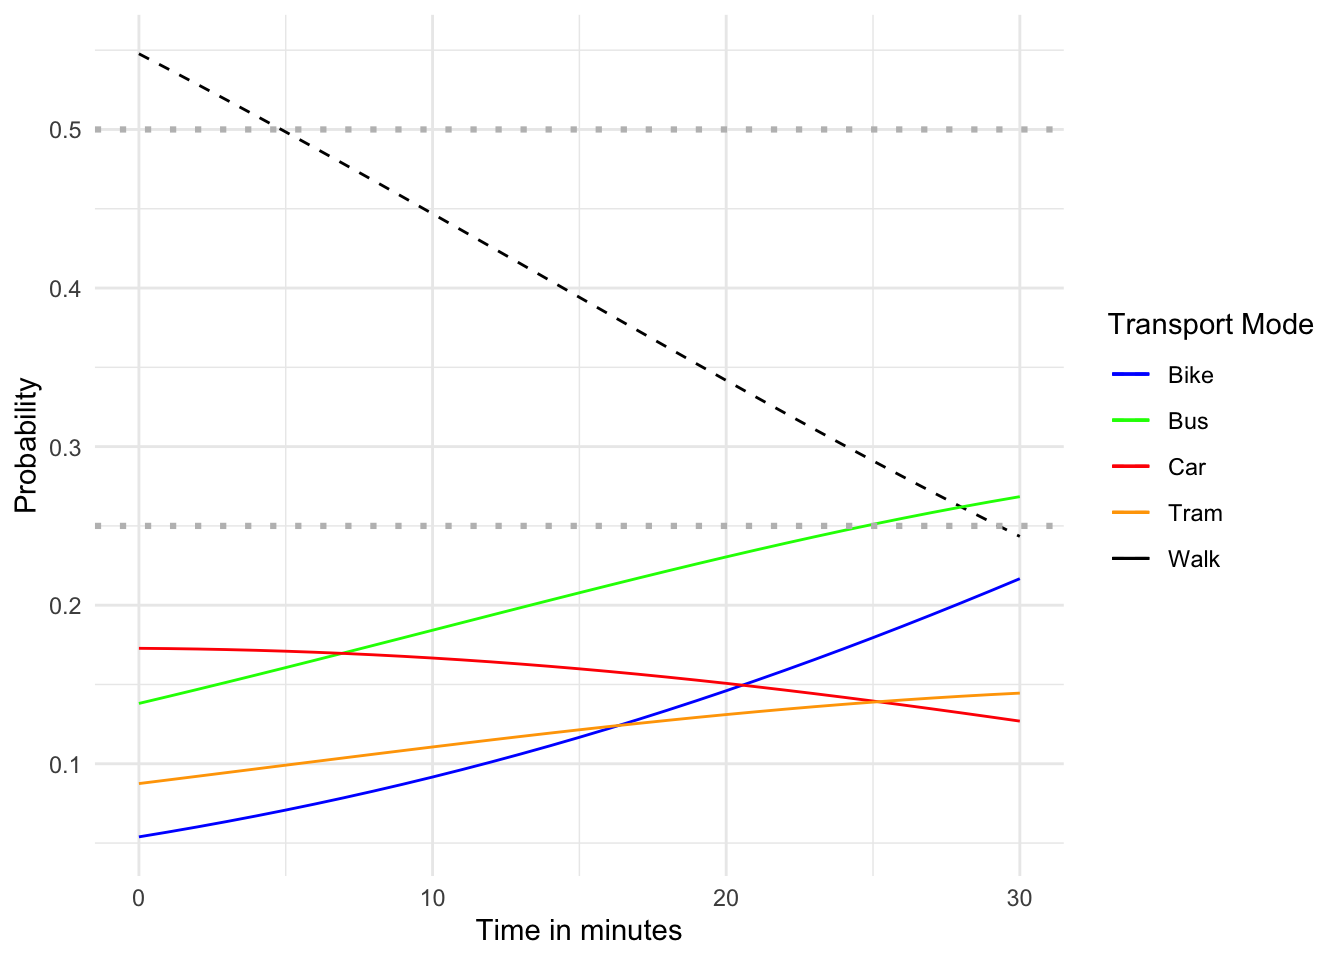 0.5
0.4
0.3
0.2
0.1
Probability
0
10
20
30
Time in minutes
Transport Mode
Bike
Bus
Car
Tram
Walk